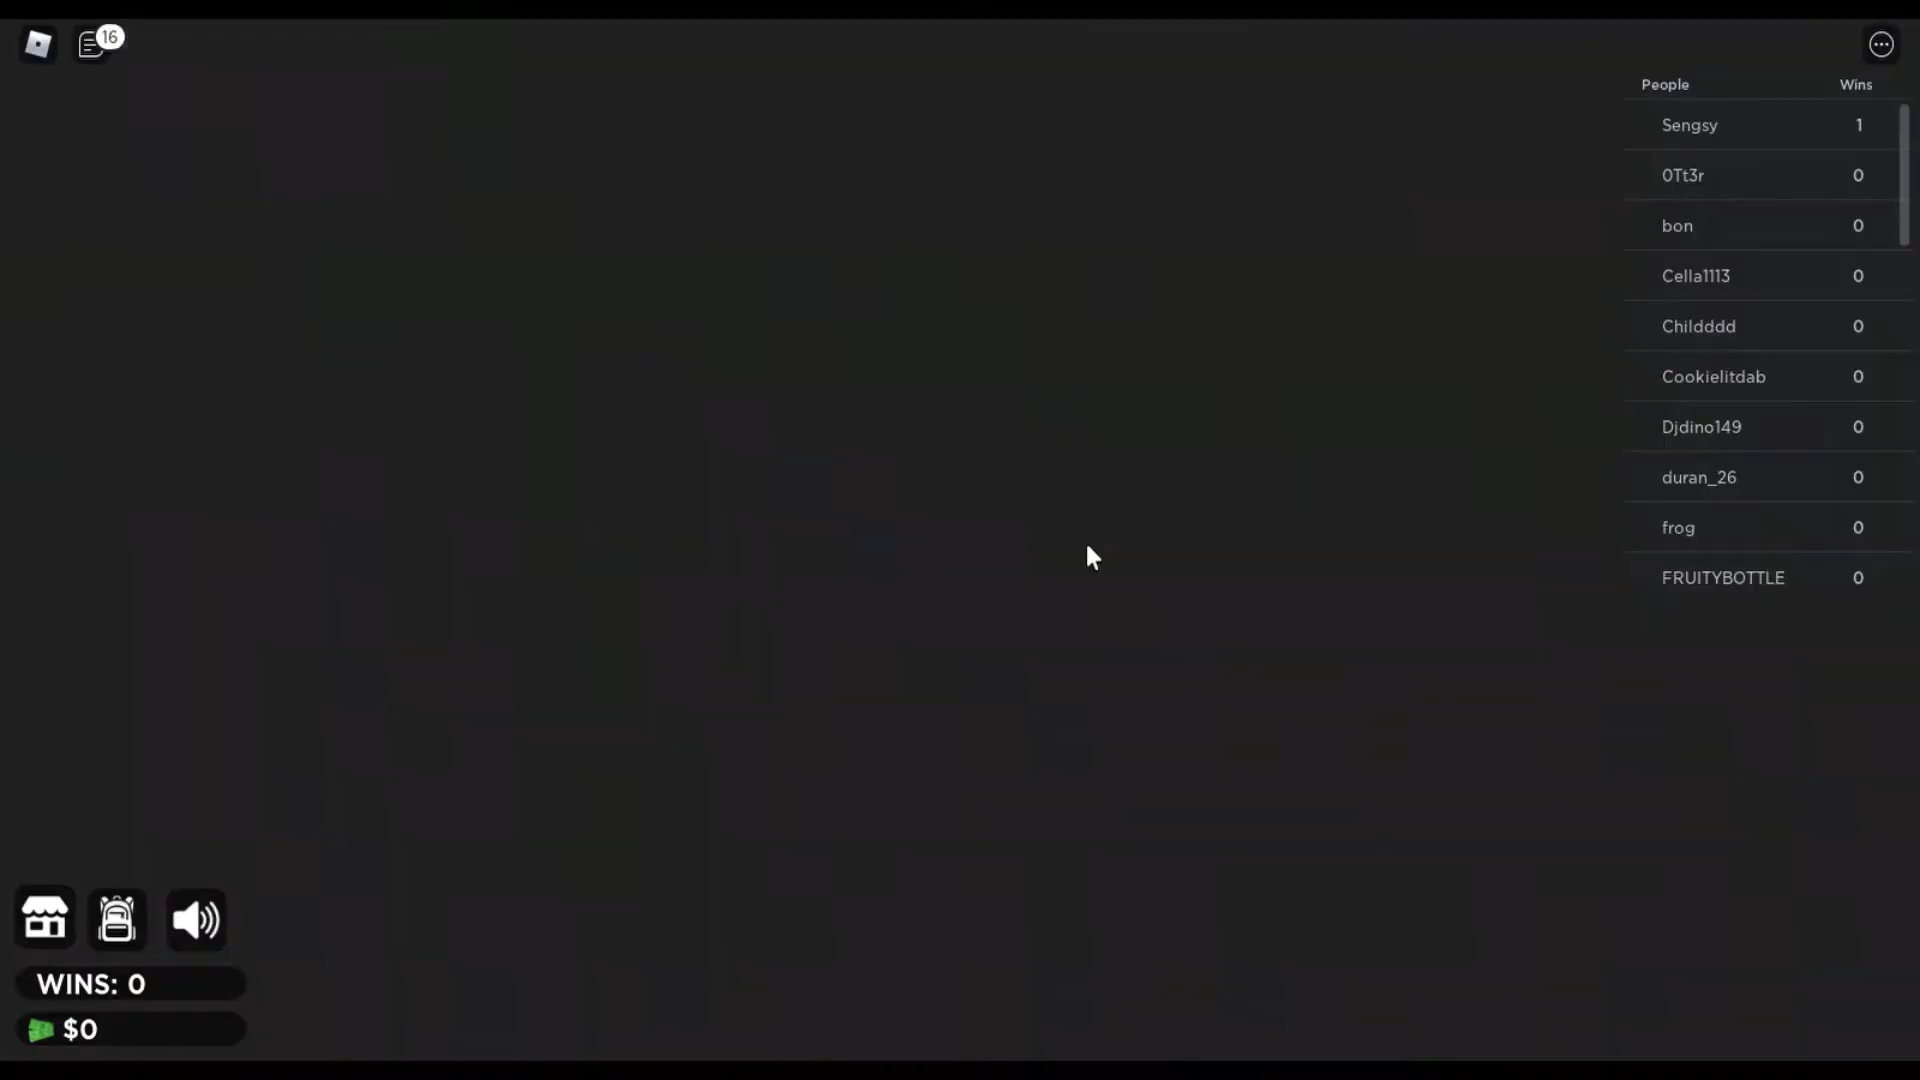 16
People Wins
Sengsy 1
0Tt3r 0
bon 0
Cella1113 0
Childddd 0
Cookielitdab 0
Djdino149 0
duran_26 0
frog 0
FRUITYBOTTLE 0
WINS: 0
$0